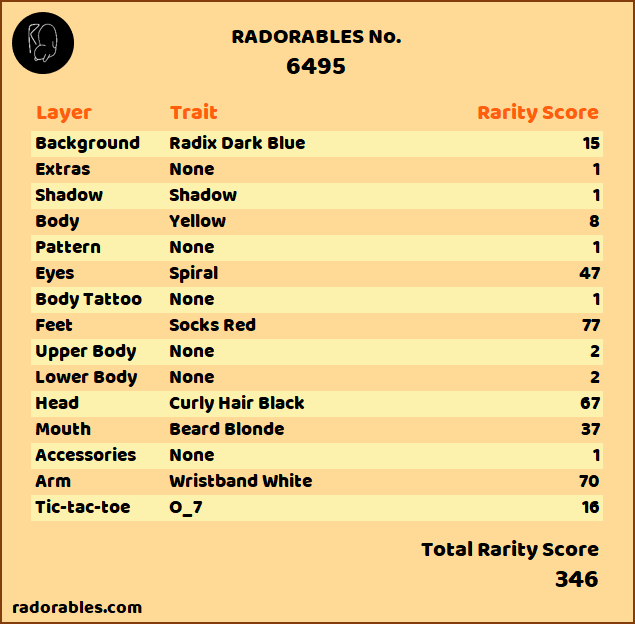 RADORABLES No.
6495
Layer Trait Rarity Score
Background Radix Dark Blue 15
Extras None 1
Shadow Shadow 1
Body Yellow 8
Pattern None 1
Eyes Spiral 47
Body Tattoo None 1
Feet Socks Red 77
Upper Body None 2
Lower Body None 2
Head Curly Hair Black 67
Mouth Beard Blonde 37
Accessories None 1
Arm Wristband White 70
Tic-tac-toe O_7 16
Total Rarity Score
346
radorables.com